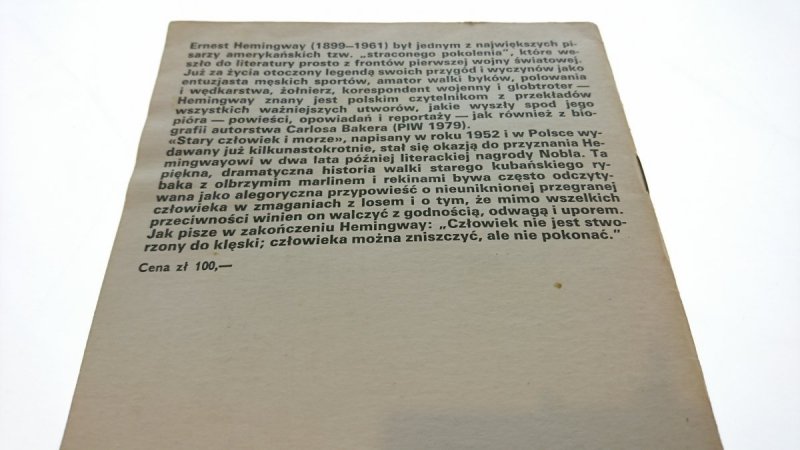 Ernest Hemingway (1899—1961) był jednym z największych pi-
sarzy amerykańskich tzw. „straconego pokolenia”, które we-
szło do literatury prosto z frontów pierwszej wojny światowej.
Już za życia otoczony legendą swoich przygód i wyczynów jako
entuzjasta męskich sportów, amator walki byków, polowania
i wędkarstwa, żołnierz, korespondent wojenny i globtroter —
Hemingway znany jest polskim czytelnikom z przekładów
wszystkich ważniejszych utworów, jakie wyszły spod jego
pióra — powieści, opowiadań i reportaży — jak również z bio-
grafii autorstwa Carlosa Bakera (PIW 1979).
«Stary człowiek i morze», napisany w roku 1952 i w Polsce wy-
dawany już kilkunastokrotnie, stał się okazją do przyznania He-
mingwayowi w dwa lata później literackiej nagrody Nobla. Ta
piękna, dramatyczna historia walki starego kubańskiego ry-
baka z olbrzymim marlinem i rekinami bywa często odczyty-
wana jako alegoryczna przypowieść o nieuniknionej przegranej
człowieka w zmaganiach z losem i o tym, że mimo wszelkich
przeciwności winien on walczyć z godnością, odwagą i uporem.
Jak pisze w zakończeniu Hemingway: „Człowiek nie jest stwo-
rzony do klęski; człowieka można zniszczyć, ale nie pokonać.”
Cena zł 100,—